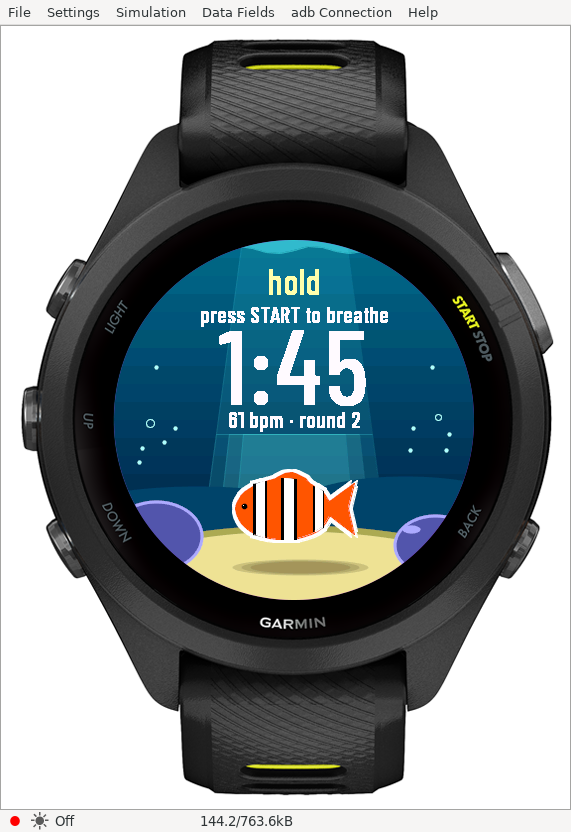 File Settings Simulation Data Fields adb Connection Help
hold
press START to breathe
1:45
61 bpm · round 2
LIGHT
START STOP
UP
DOWN
BACK
GARMIN
Off 144.2/763.6kB